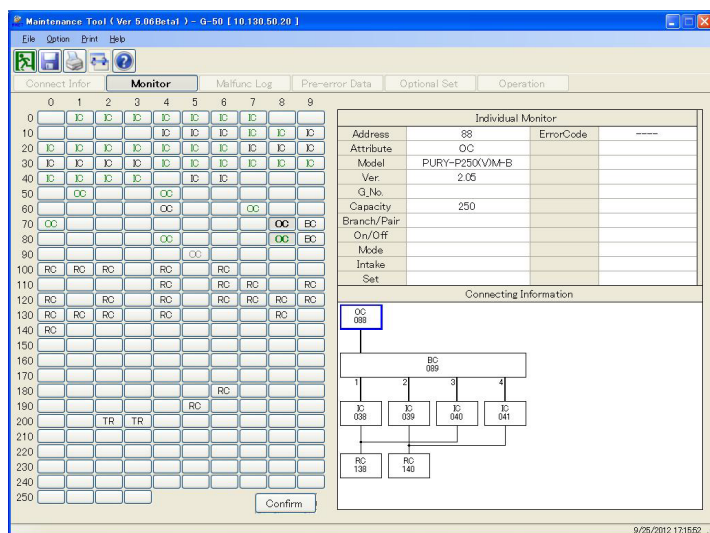 Maintenance Tool ( Ver 5.06Beta1 ) - G-50 [ 10.130.50.20 ]
File Option Print Help
Connect Infor Monitor Malfunc Log Pre-error Data Optional Set Operation
0 1 2 3 4 5 6 7 8 9
0 IC IC IC IC IC IC IC
10 IC IC IC IC IC IC
20 IC IC IC IC IC IC IC IC IC IC
30 IC IC IC IC IC IC IC IC IC IC
40 IC IC IC IC IC IC
50 OC OC
60 OC OC
70 OC OC BC
80 OC OC BC
90 OC
100 RC RC RC RC RC
110 RC RC RC RC
120 RC RC RC RC RC RC RC
130 RC RC RC RC RC
140 RC
150
160
170
180 RC
190 RC
200 TR TR
210
220
230
240
250
Confirm
Individual Monitor
Address 88 ErrorCode ----
Attribute OC
Model PURY-P250(V)M-B
Ver. 2.05
G_No.
Capacity 250
Branch/Pair
On/Off
Mode
Intake
Set
Connecting Information
OC
088
BC
089
1 2 3 4
IC IC IC IC
038 039 040 041
RC RC
138 140
9/25/2012 17:15:52